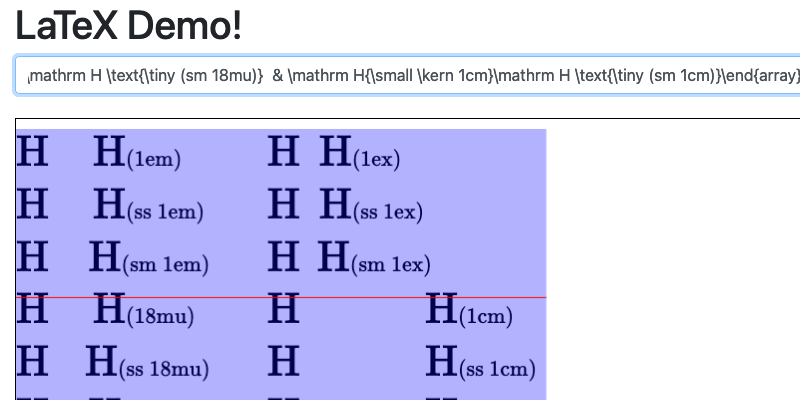 LaTeX Demo!
mathrm H \text{\tiny (sm 18mu)} & \mathrm H{\small \kern 1cm}\mathrm H \text{\tiny (sm 1cm)}\end{array}
H H(1em) H H(1ex)
H H(ss 1em) H H(ss 1ex)
H H(sm 1em) H H(sm 1ex)
H H(18mu) H H(1cm)
H H(ss 18mu) H H(ss 1cm)